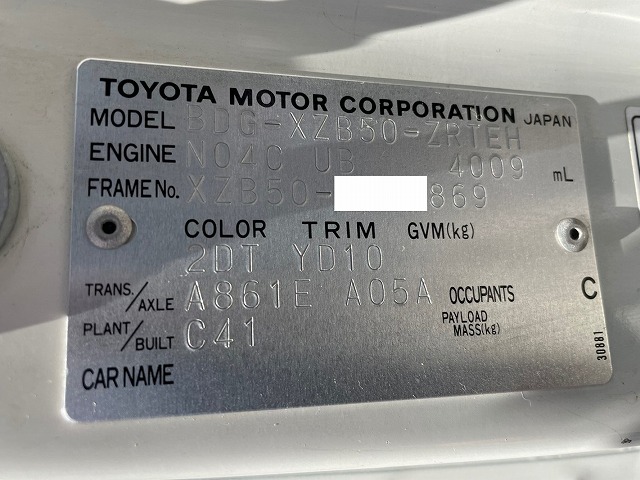 TOYOTA MOTOR CORPORATION JAPAN
MODEL BDG-XZB50-ZRTEH
ENGINE N04C UB 4009 mL
FRAME No. XZB50- 869
COLOR TRIM GVM(kg)
2DT YD10
TRANS./AXLE A861E A05A OCCUPANTS C
PLANT/BUILT C41 PAYLOAD MASS(kg)
CAR NAME
30881